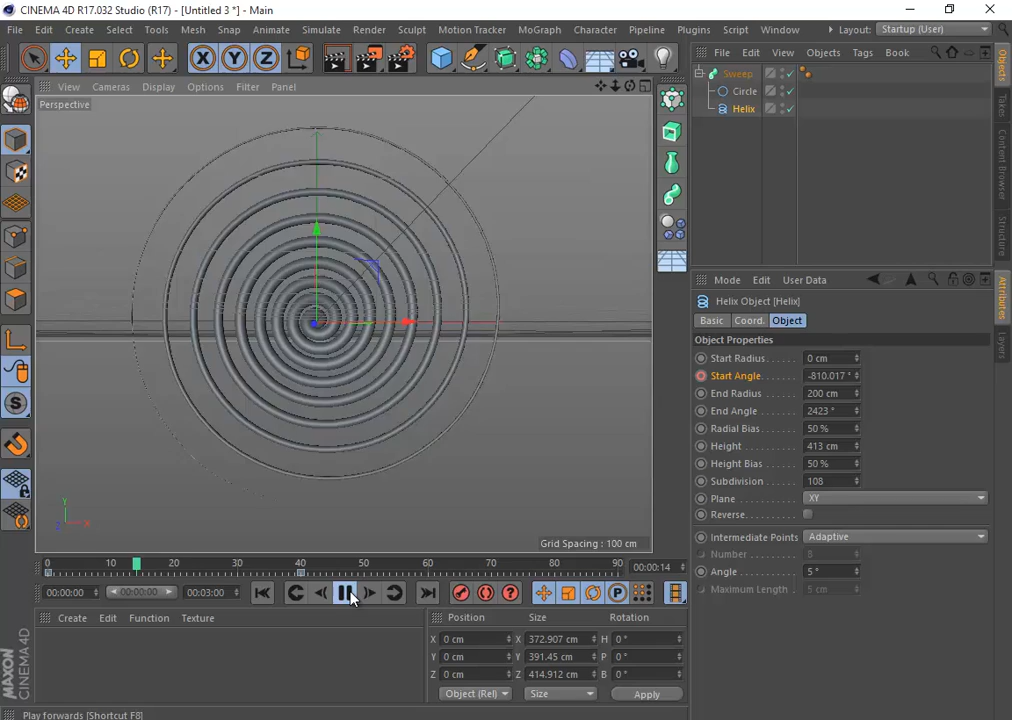 CINEMA 4D R17.032 Studio (R17) - [Untitled 3 *] - Main
File Edit Create Select Tools Mesh Snap Animate Simulate Render Sculpt Motion Tracker MoGraph Character Pipeline Plugins Script Window Layout: Startup (User)
X Y Z
File Edit View Objects Tags Book
View Cameras Display Options Filter Panel
Perspective
Sweep
Circle
Helix
Objects
Takes
Content Browser
Structure
Mode Edit User Data
Helix Object [Helix]
Basic Coord. Object
Object Properties
Start Radius 0 cm
Start Angle -810.017 °
End Radius 200 cm
End Angle 2423 °
Radial Bias 50 %
Height 413 cm
Height Bias 50 %
Subdivision 108
Plane XY
Reverse
Intermediate Points Adaptive
Number 8
Angle 5 °
Maximum Length 5 cm
Attributes
Layers
Y
X
Z
S
Grid Spacing : 100 cm
0 10 20 30 40 50 60 70 80 90 00:00:14
00:00:00 00:00:00 00:03:00
P
Create Edit Function Texture
Position Size Rotation
X 0 cm X 372.907 cm H 0 °
Y 0 cm Y 391.45 cm P 0 °
Z 0 cm Z 414.912 cm B 0 °
Object (Rel) Size Apply
MAXON
CINEMA 4D
Play forwards [Shortcut F8]